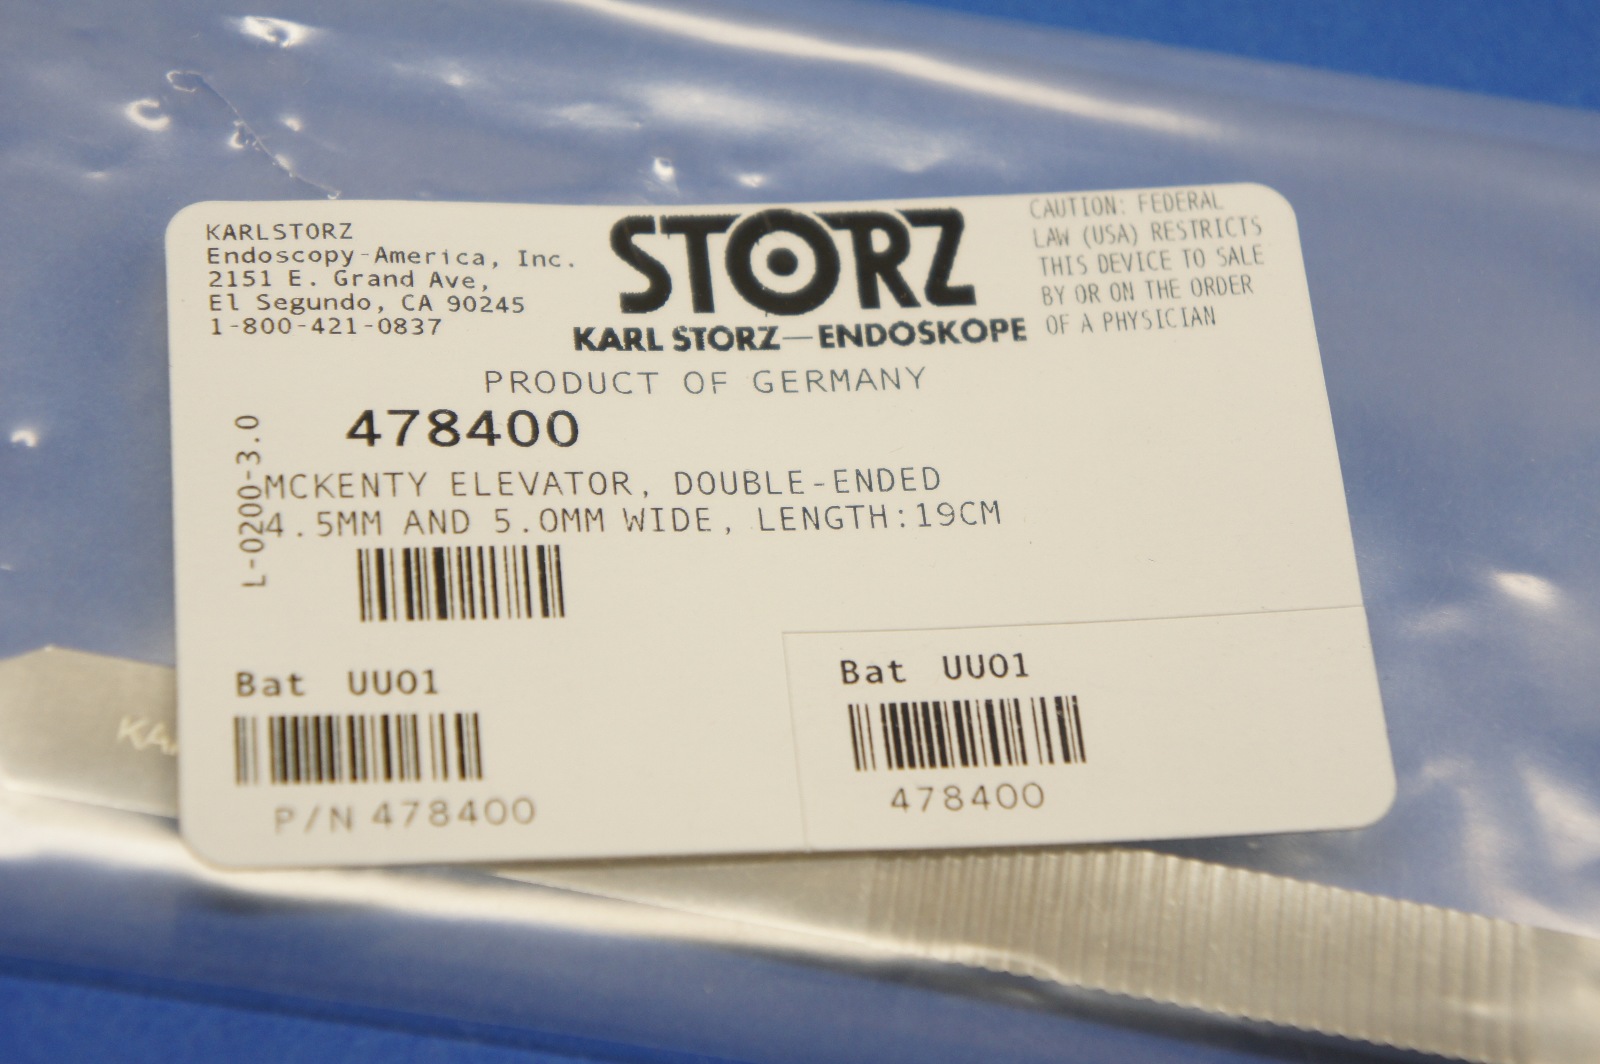 KARLSTORZ
Endoscopy-America, Inc.
2151 E. Grand Ave,
El Segundo, CA 90245
1-800-421-0837
STORZ
KARL STORZ—ENDOSKOPE
CAUTION: FEDERAL
LAW (USA) RESTRICTS
THIS DEVICE TO SALE
BY OR ON THE ORDER
OF A PHYSICIAN
PRODUCT OF GERMANY
478400
L-0200-3.0
MCKENTY ELEVATOR, DOUBLE-ENDED
4.5MM AND 5.0MM WIDE, LENGTH:19CM
Bat UU01
P/N 478400
Bat UU01
478400